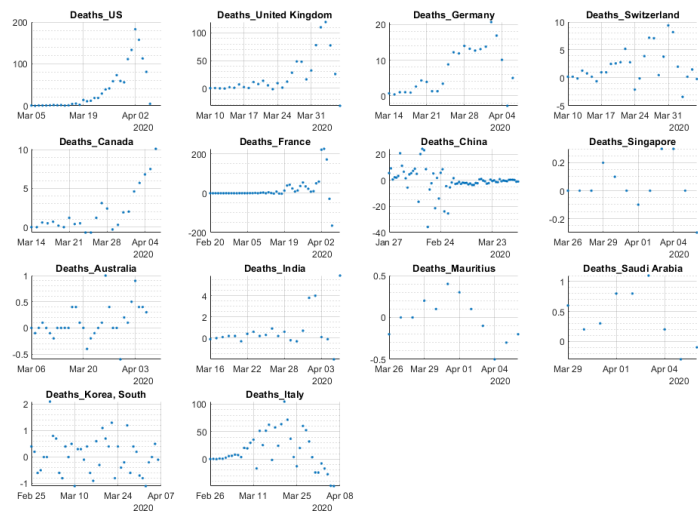 Deaths_US
200
100
0
Mar 05
Mar 19
Apr 02
2020
Deaths_United Kingdom
100
50
0
Mar 10
Mar 17
Mar 24
Mar 31
2020
Deaths_Germany
20
10
0
Mar 14
Mar 21
Mar 28
Apr 04
2020
Deaths_Switzerland
10
5
0
-5
Mar 10
Mar 17
Mar 24
Mar 31
2020
Deaths_Canada
10
5
0
Mar 14
Mar 21
Mar 28
Apr 04
2020
Deaths_France
200
0
-200
Feb 20
Mar 05
Mar 19
Apr 02
2020
Deaths_China
20
0
-20
-40
Jan 27
Feb 24
Mar 23
2020
Deaths_Singapore
0.2
0
-0.2
Mar 26
Mar 29
Apr 01
Apr 04
2020
Deaths_Australia
1
0.5
0
-0.5
Mar 06
Mar 20
Apr 03
2020
Deaths_India
4
2
0
Mar 16
Mar 22
Mar 28
Apr 03
2020
Deaths_Mauritius
0.5
0
-0.5
Mar 26
Mar 29
Apr 01
Apr 04
2020
Deaths_Saudi Arabia
1
0.5
0
Mar 29
Apr 01
Apr 04
2020
Deaths_Korea, South
2
1
0
-1
Feb 25
Mar 10
Mar 24
Apr 07
2020
Deaths_Italy
100
50
0
Feb 26
Mar 11
Mar 25
Apr 08
2020